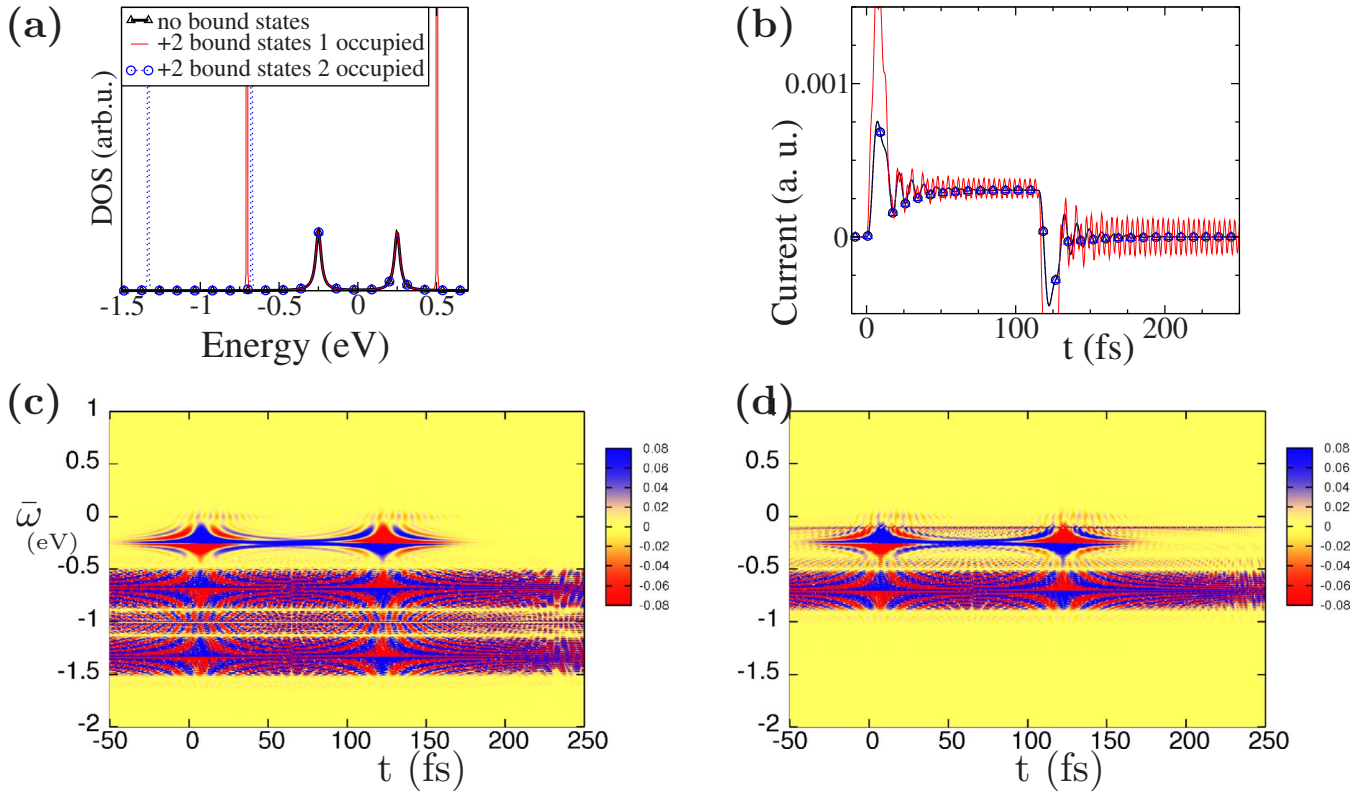 (a)
no bound states
+2 bound states 1 occupied
+2 bound states 2 occupied
DOS (arb.u.)
-1.5 -1 -0.5 0 0.5
Energy (eV)
(b)
0.001
0
Current (a. u.)
0 100 200
t (fs)
(c)
1
0.5
0
-0.5
-1
-1.5
-2
ω̄
(eV)
-50 0 50 100 150 200 250
t (fs)
0.08
0.06
0.04
0.02
0
-0.02
-0.04
-0.06
-0.08
(d)
1
0.5
0
-0.5
-1
-1.5
-2
-50 0 50 100 150 200 250
t (fs)
0.08
0.06
0.04
0.02
0
-0.02
-0.04
-0.06
-0.08